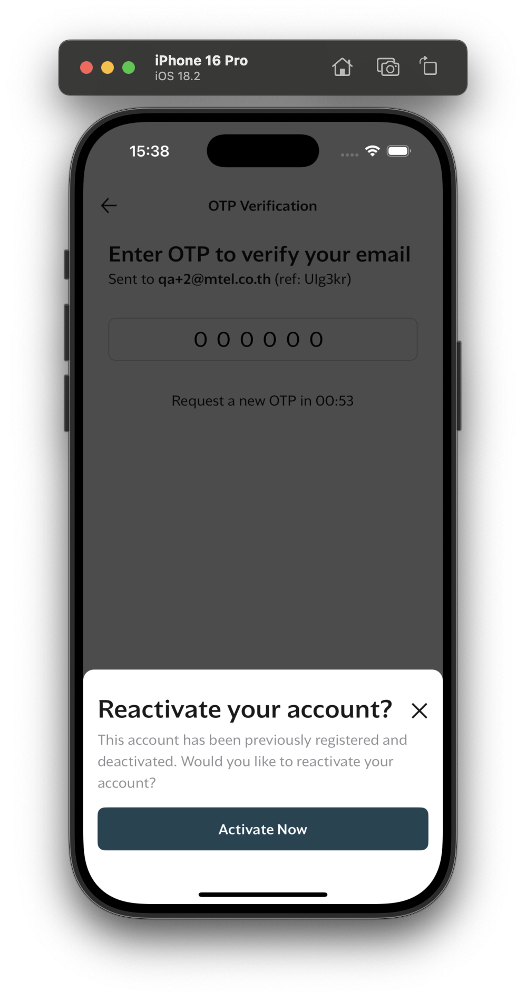 iPhone 16 Pro
iOS 18.2
15:38
OTP Verification
Enter OTP to verify your email
Sent to qa+2@mtel.co.th (ref: UIg3kr)
0 0 0 0 0 0
Request a new OTP in 00:53
Reactivate your account?
This account has been previously registered and
deactivated. Would you like to reactivate your
account?
Activate Now